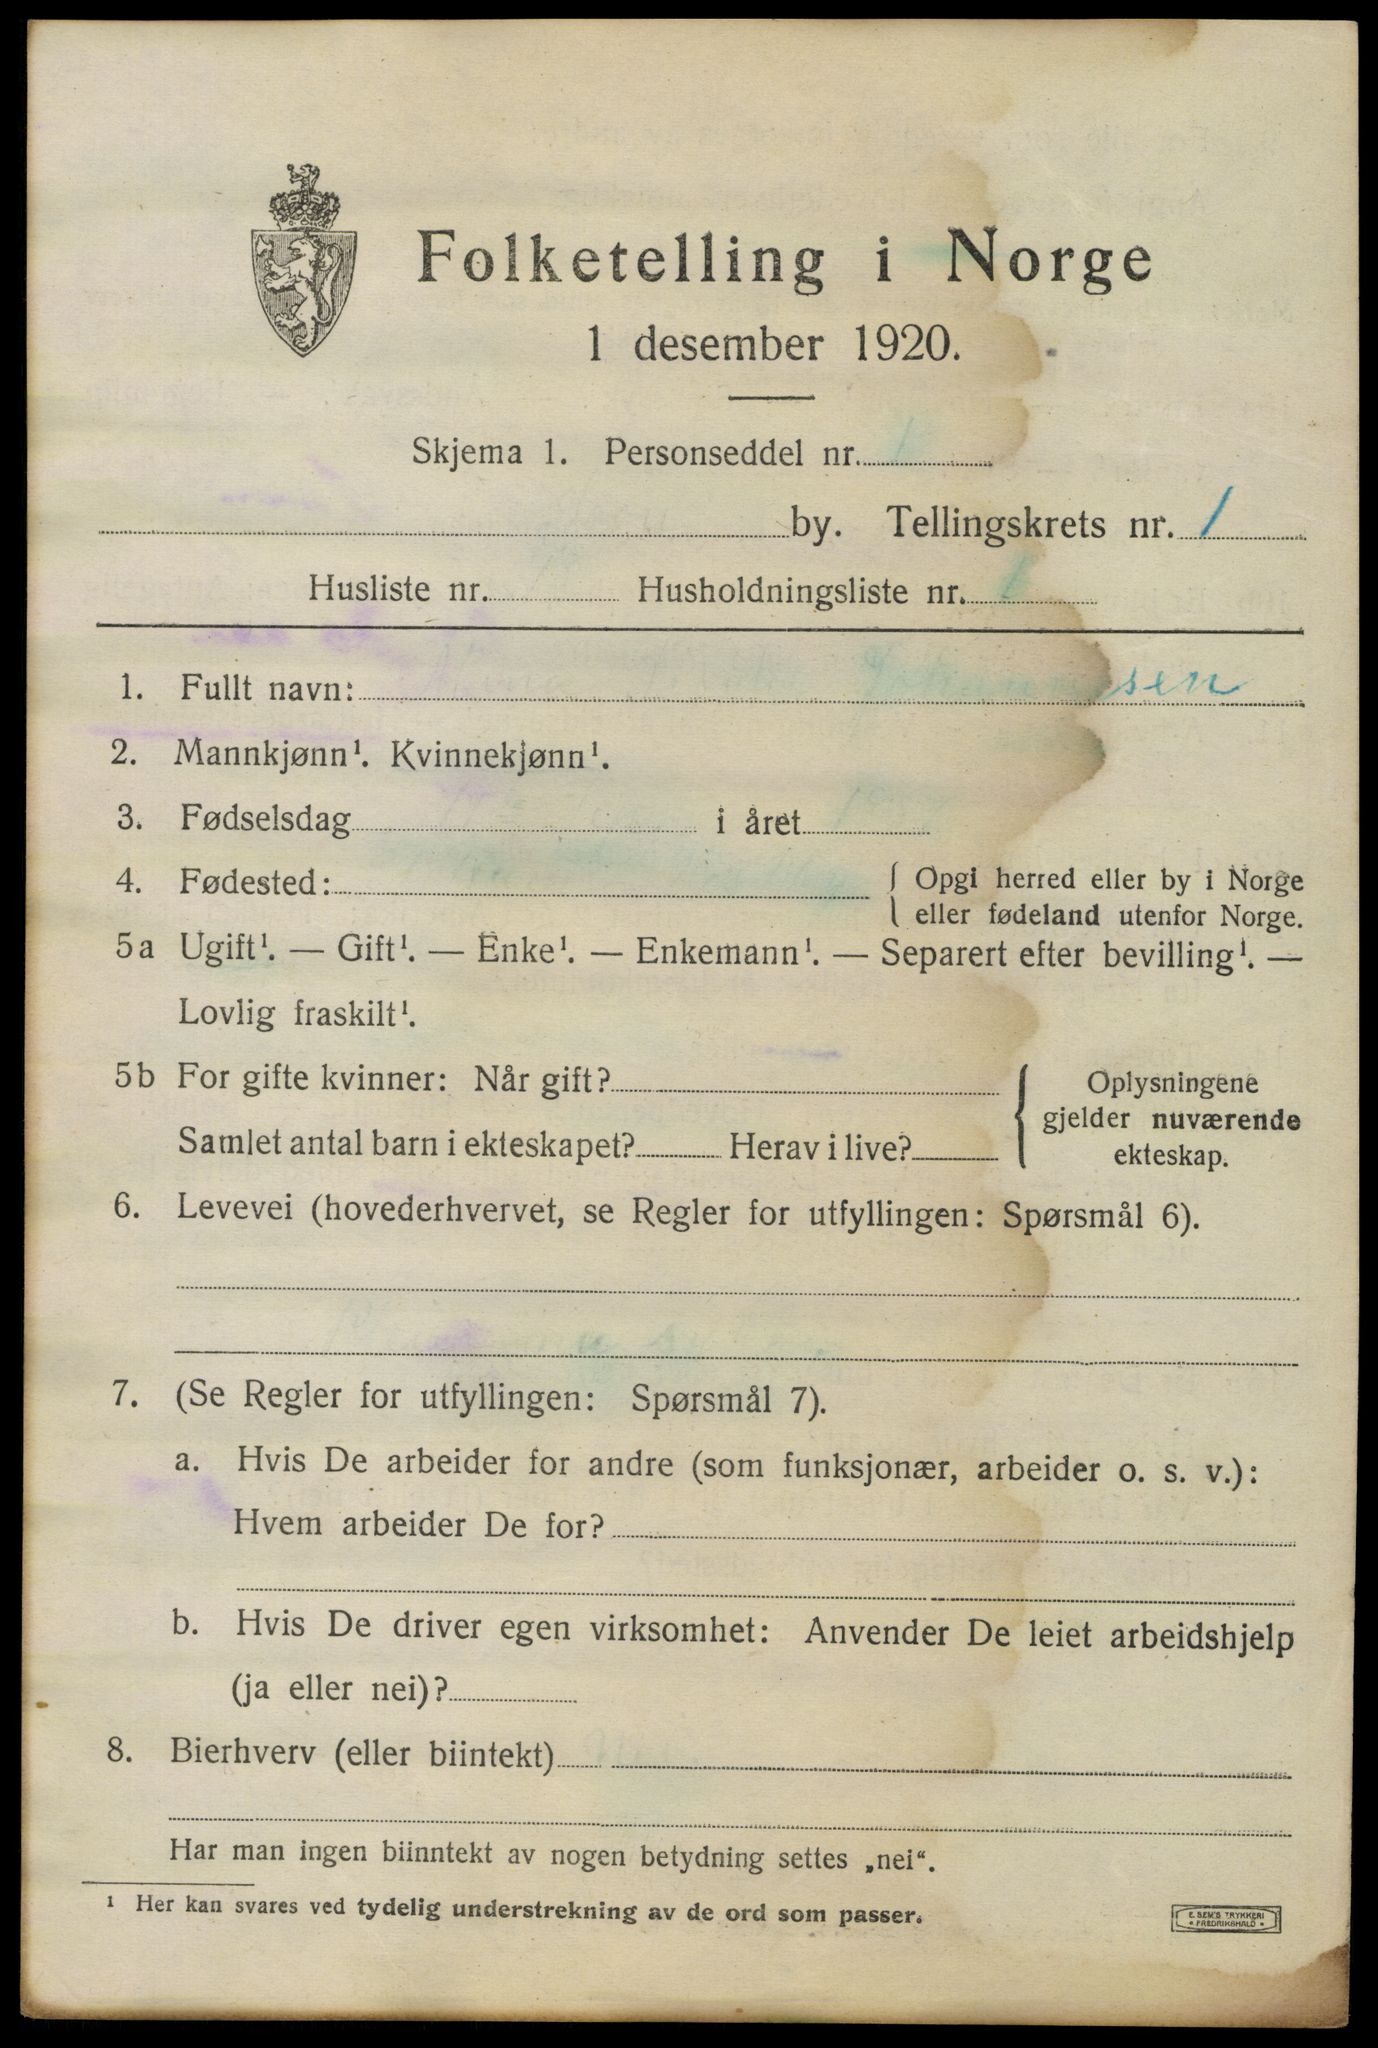 Folketelling i Norge
1 desember 1920.
Skjema 1. Personseddel nr. 1
by. Tellingskrets nr. 1
Husliste nr. Husholdningsliste nr. 1
1. Fullt navn:
2. Mannkjønn¹. Kvinnekjønn¹.
3. Fødselsdag i året
4. Fødested: { Opgi herred eller by i Norge
eller fødeland utenfor Norge.
5a Ugift¹. — Gift¹. — Enke¹. — Enkemann¹. — Separert efter bevilling¹. —
Lovlig fraskilt¹.
5b For gifte kvinner: Når gift?
Samlet antal barn i ekteskapet? Herav i live?
{ Oplysningene
gjelder nuværende
ekteskap.
6. Levevei (hovederhvervet, se Regler for utfyllingen: Spørsmål 6).
7. (Se Regler for utfyllingen: Spørsmål 7).
a. Hvis De arbeider for andre (som funksjonær, arbeider o. s. v.):
Hvem arbeider De for?
b. Hvis De driver egen virksomhet: Anvender De leiet arbeidshjelp
(ja eller nei)?
8. Bierhverv (eller biintekt)
Har man ingen biinntekt av nogen betydning settes „nei“.
¹ Her kan svares ved tydelig understrekning av de ord som passer.
E. SEM'S TRYKKERI
• FREDRIKSHALD •